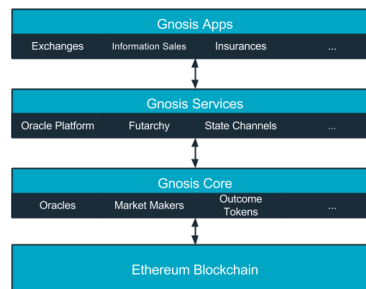 Gnosis Apps
Exchanges Information Sales Insurances ...
Gnosis Services
Oracle Platform Futarchy State Channels ...
Gnosis Core
Oracles Market Makers Outcome Tokens ...
Ethereum Blockchain